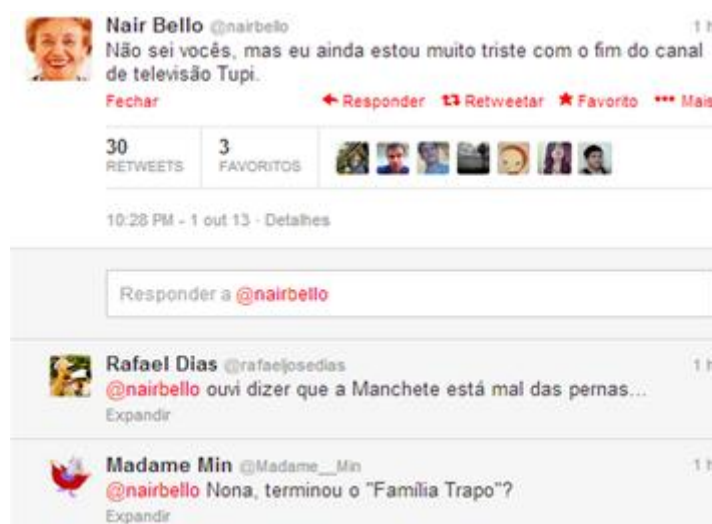 Nair Bello @nairbello 1 h
Não sei vocês, mas eu ainda estou muito triste com o fim do canal
de televisão Tupi.
Fechar Responder Retweetar Favorito Mais
30 3
RETWEETS FAVORITOS
10:28 PM - 1 out 13 · Detalhes
Responder a @nairbello
Rafael Dias @rafaeljosedias 1 h
@nairbello ouvi dizer que a Manchete está mal das pernas...
Expandir
Madame Min @Madame__Min 1 h
@nairbello Nona, terminou o "Família Trapo"?
Expandir